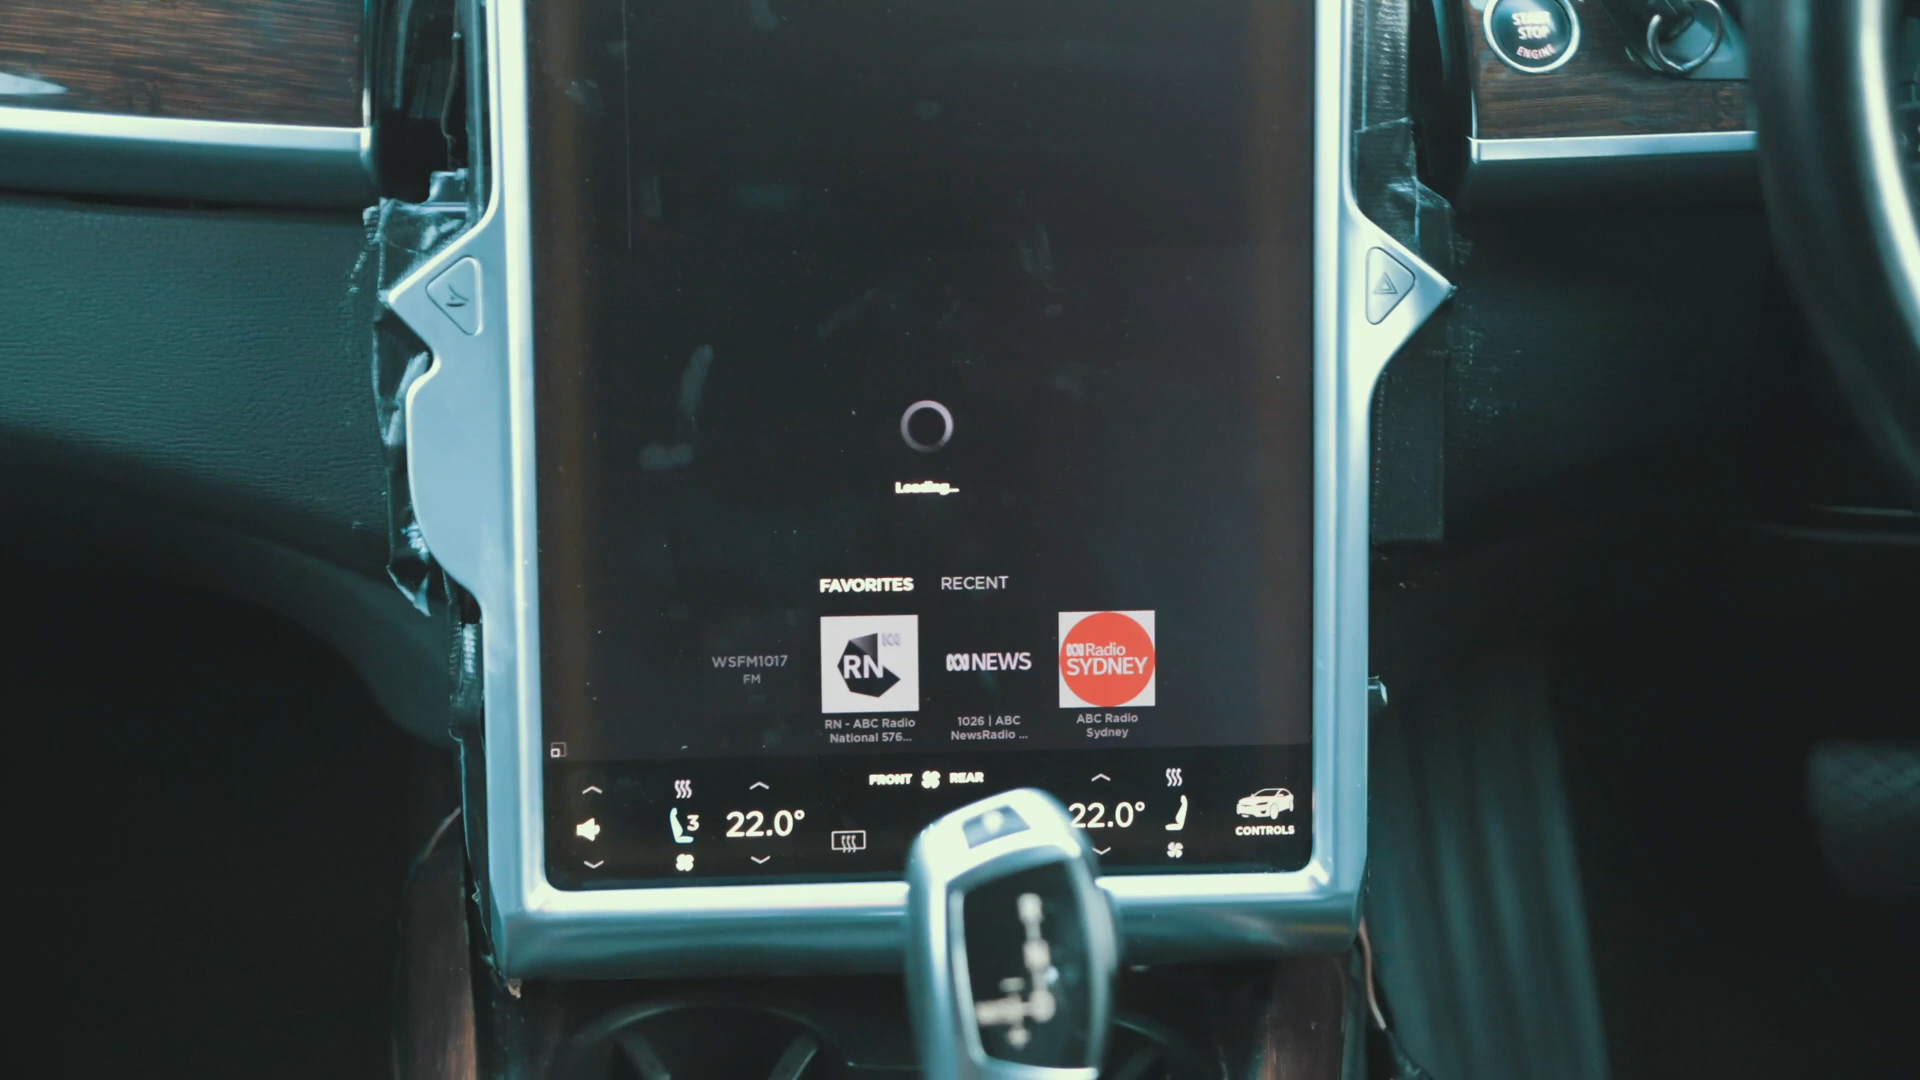 START
STOP
ENGINE
Loading...
FAVORITES RECENT
WSFM1017
FM
RN
ABC NEWS
ABC Radio
SYDNEY
RN - ABC Radio
National 576...
1026 | ABC
NewsRadio ...
ABC Radio
Sydney
FRONT REAR
3
22.0°
22.0°
CONTROLS